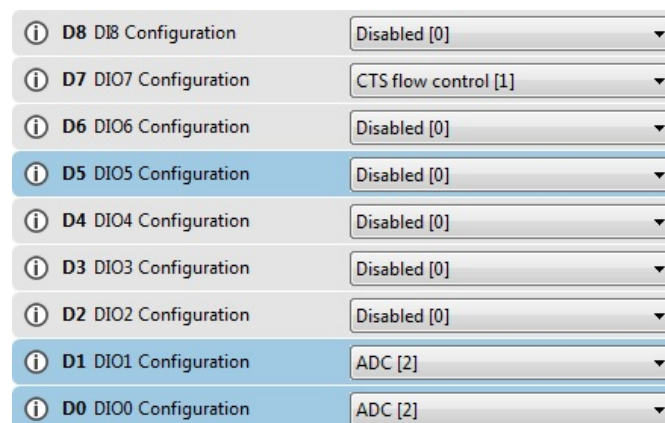 D8 DI8 Configuration Disabled [0]
D7 DIO7 Configuration CTS flow control [1]
D6 DIO6 Configuration Disabled [0]
D5 DIO5 Configuration Disabled [0]
D4 DIO4 Configuration Disabled [0]
D3 DIO3 Configuration Disabled [0]
D2 DIO2 Configuration Disabled [0]
D1 DIO1 Configuration ADC [2]
D0 DIO0 Configuration ADC [2]